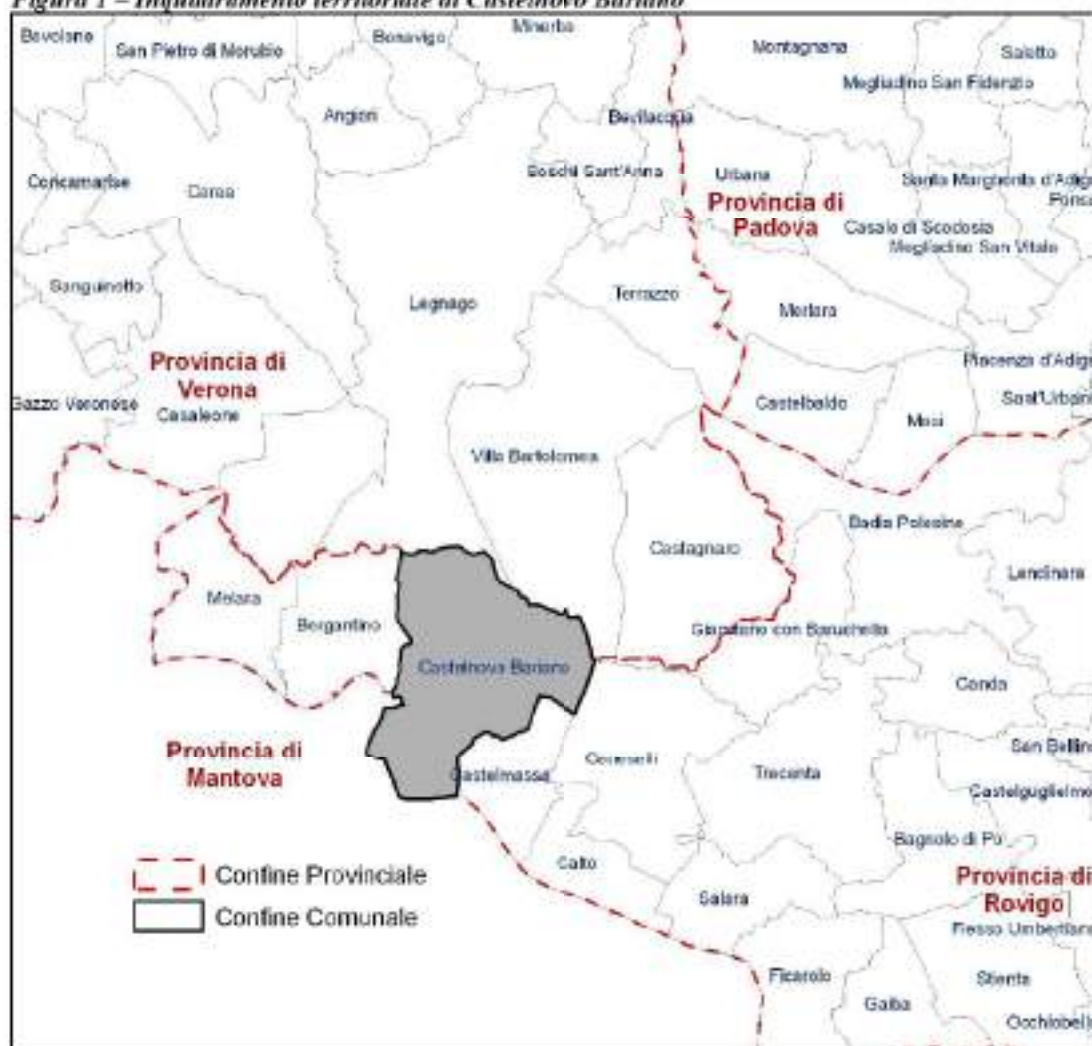 Figura 1 – Inquadramento territoriale di Castelnovo Bariano
Bovolone
San Pietro di Morubio
Bonavigo
Minerbe
Montagnana
Saletto
Megliadino San Fidenzio
Angiari
Bevilacqua
Boschi Sant'Anna
Urbana
Concamarise
Cerea
Santa Margherita d'Adige
Ponso
Provincia di
Padova
Casale di Scodosia
Megliadino San Vitale
Sanguinetto
Legnago
Terrazzo
Merlara
Provincia di
Verona
Piacenza d'Adige
Gazzo Veronese
Casaleone
Castelbaldo
Masi
Sant'Urbano
Villa Bartolomea
Castagnaro
Badia Polesine
Lendinara
Melara
Bergantino
Giacciano con Baruchella
Castelnovo Bariano
Canda
Provincia di
Mantova
Castelmassa
Ceneselli
Trecenta
San Bellino
Castelguglielmo
Bagnolo di Po
Calto
Salara
Confine Provinciale
Confine Comunale
Provincia di
Rovigo
Fiesso Umbertiano
Ficarolo
Gaiba
Stienta
Occhiobello